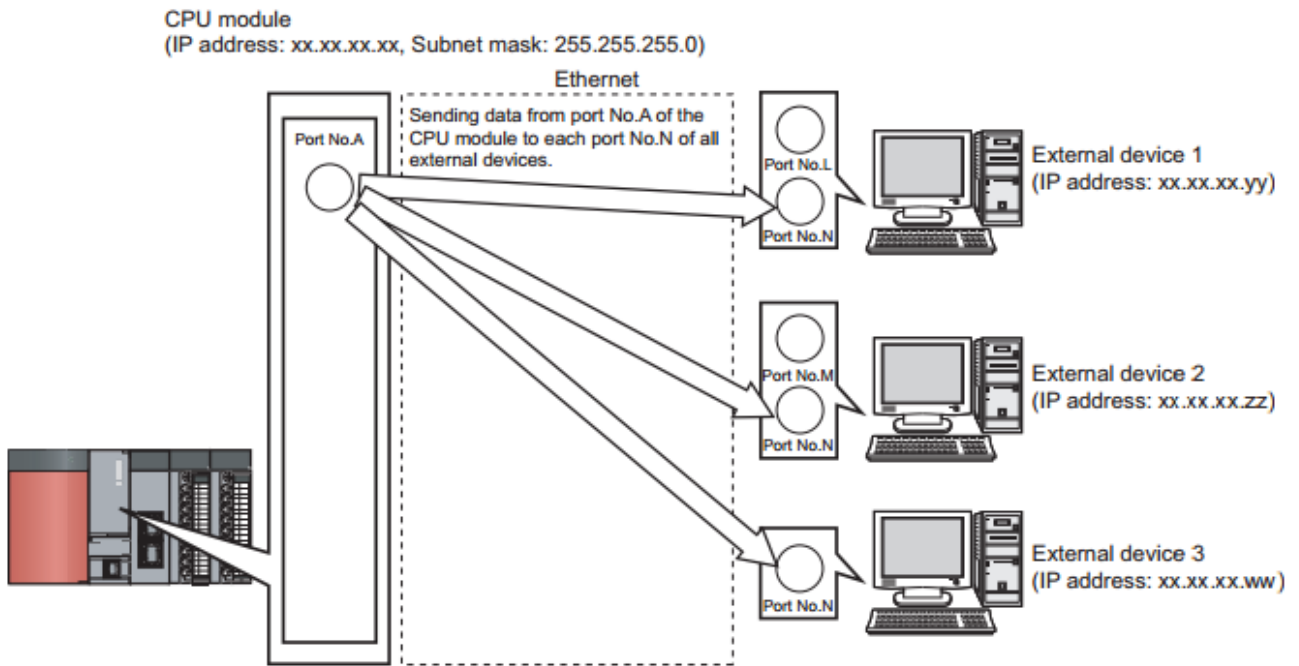 CPU module
(IP address: xx.xx.xx.xx, Subnet mask: 255.255.255.0)
Ethernet
Port No.A
Sending data from port No.A of the
CPU module to each port No.N of all
external devices.
Port No.L
Port No.N
External device 1
(IP address: xx.xx.xx.yy)
Port No.M
Port No.N
External device 2
(IP address: xx.xx.xx.zz)
Port No.N
External device 3
(IP address: xx.xx.xx.ww)